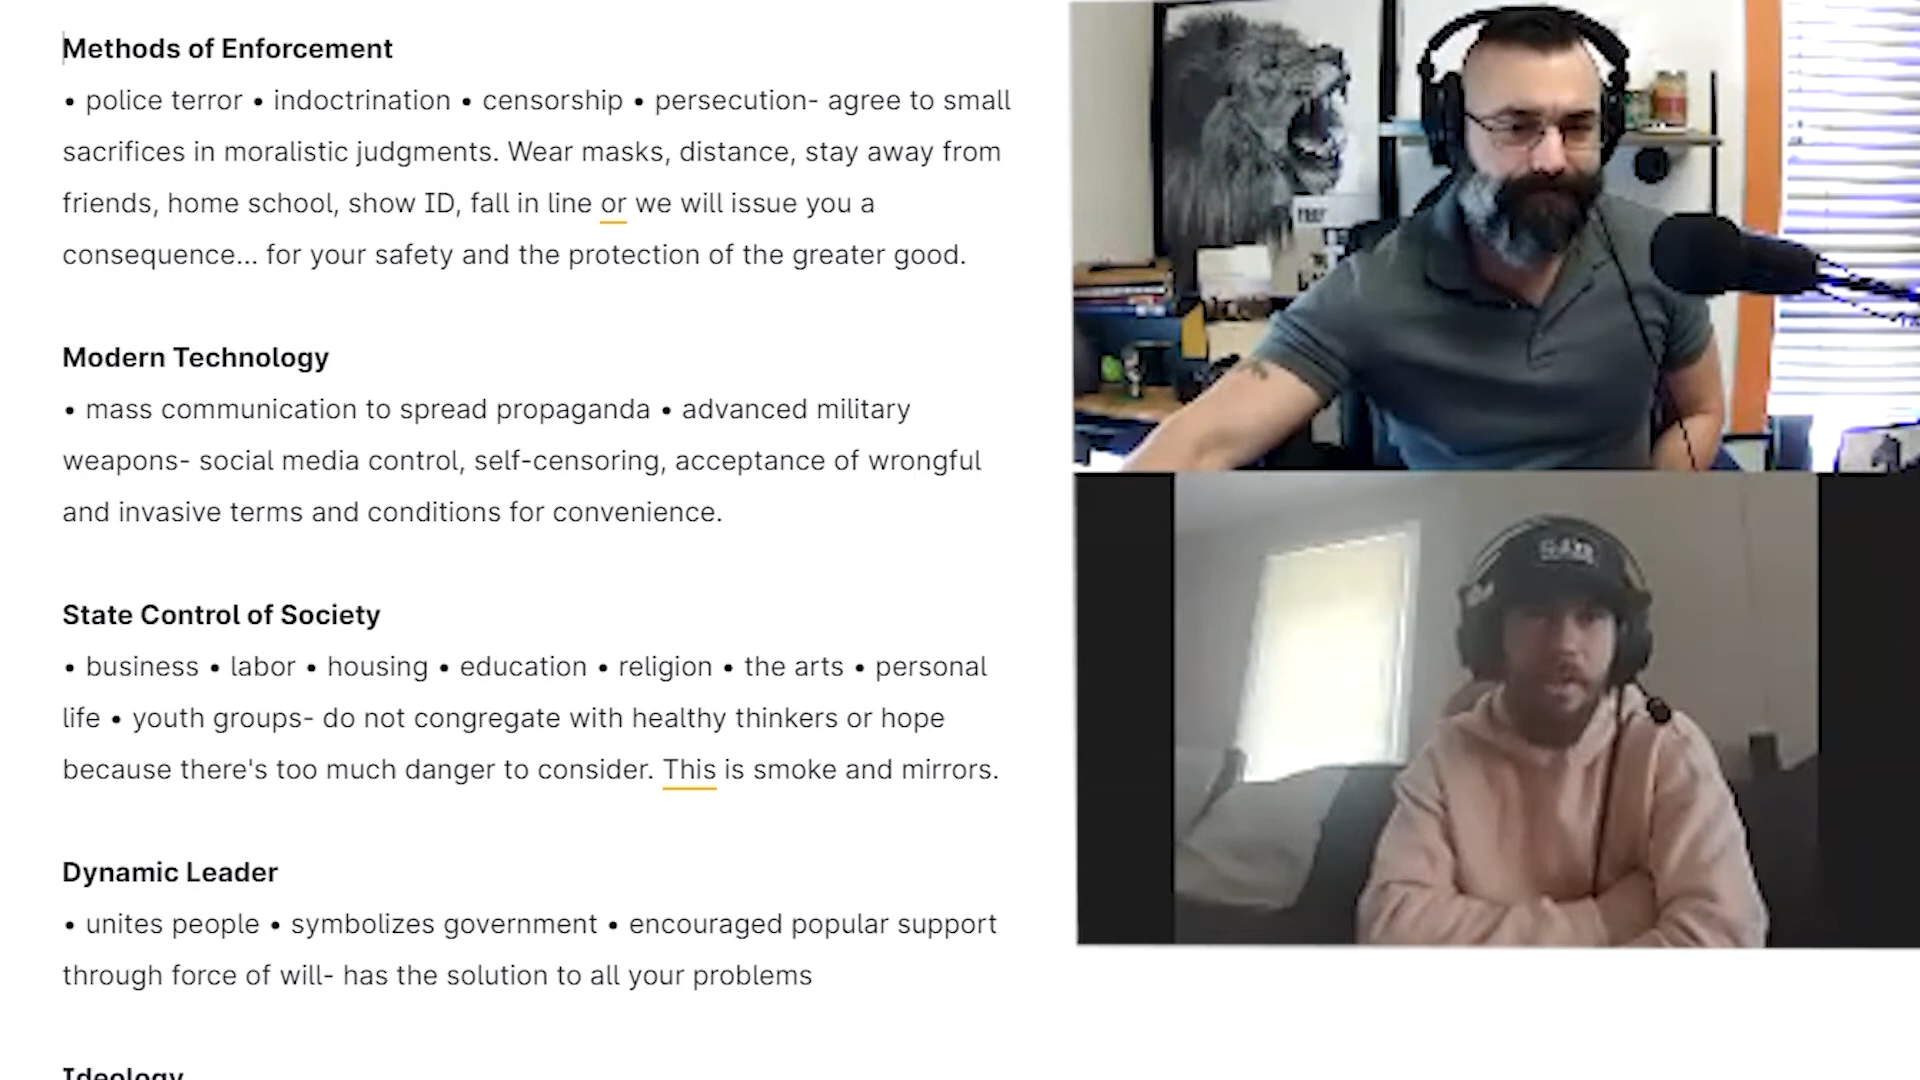 Methods of Enforcement
• police terror • indoctrination • censorship • persecution- agree to small
sacrifices in moralistic judgments. Wear masks, distance, stay away from
friends, home school, show ID, fall in line or we will issue you a
consequence... for your safety and the protection of the greater good.
Modern Technology
• mass communication to spread propaganda • advanced military
weapons- social media control, self-censoring, acceptance of wrongful
and invasive terms and conditions for convenience.
State Control of Society
• business • labor • housing • education • religion • the arts • personal
life • youth groups- do not congregate with healthy thinkers or hope
because there's too much danger to consider. This is smoke and mirrors.
Dynamic Leader
• unites people • symbolizes government • encouraged popular support
through force of will- has the solution to all your problems
Ideology